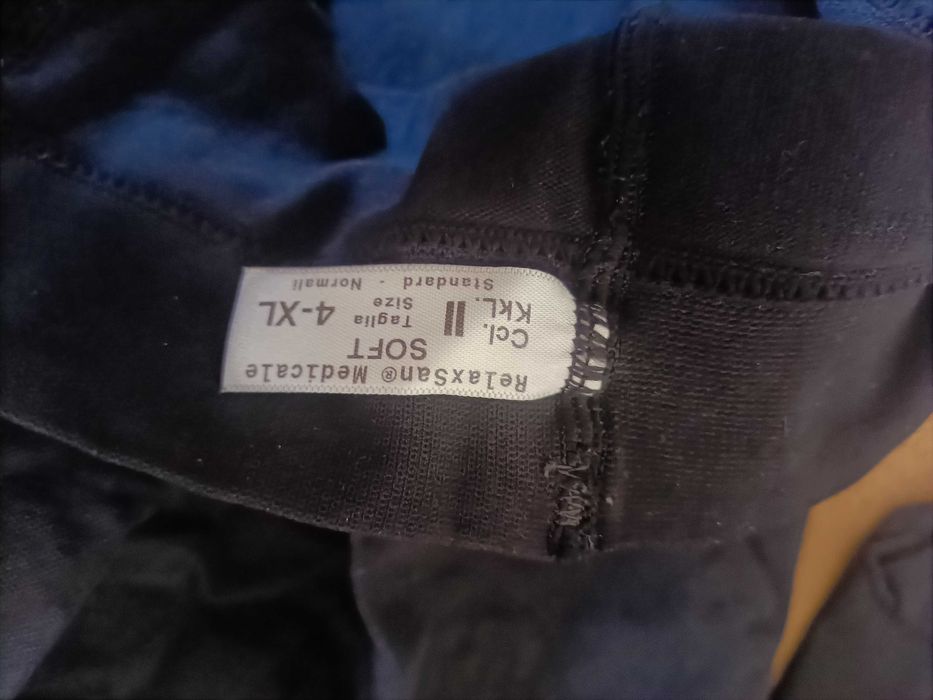 RelaxSan® Medicale
SOFT
Ccl. KKL. II Taglia Size 4-XL
Standard - Normali